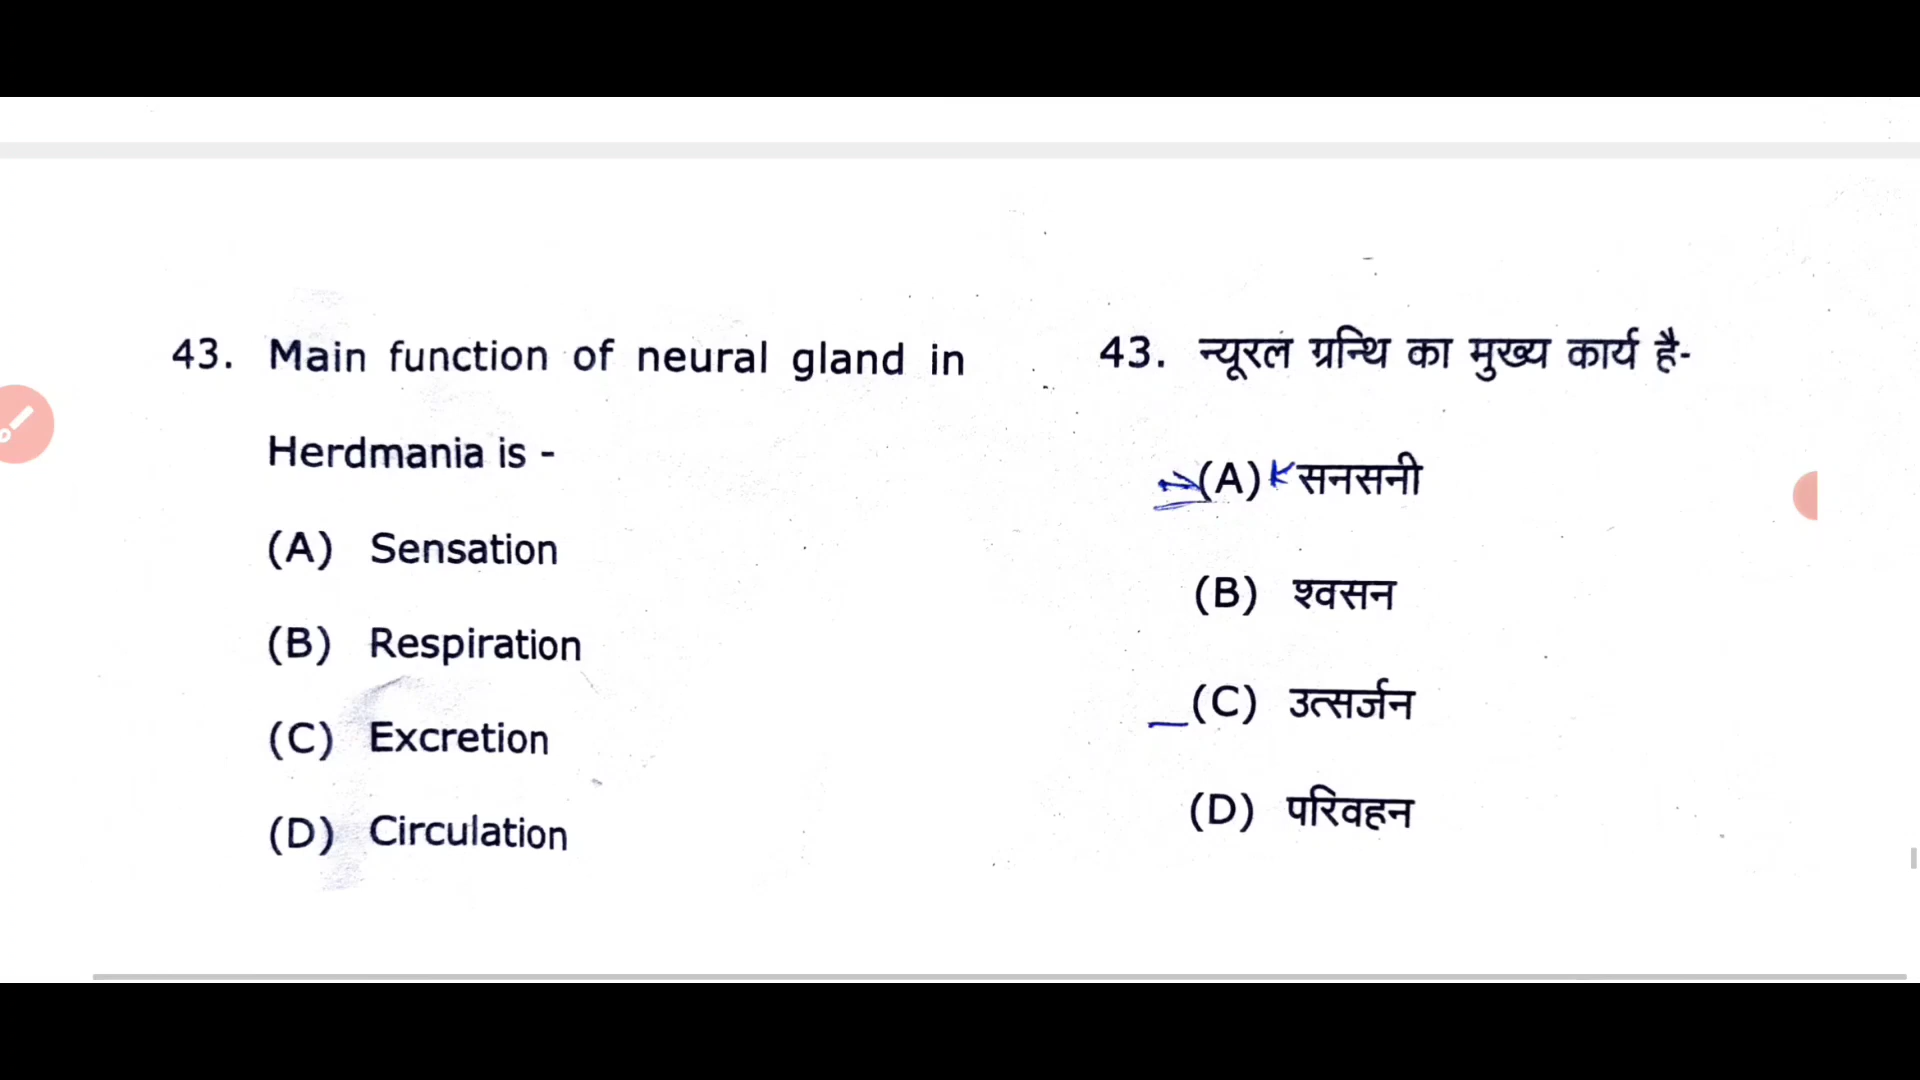 43. Main function of neural gland in
Herdmania is -
(A) Sensation
(B) Respiration
(C) Excretion
(D) Circulation
43. न्यूरल ग्रन्थि का मुख्य कार्य है-
(A) सनसनी
(B) श्वसन
(C) उत्सर्जन
(D) परिवहन